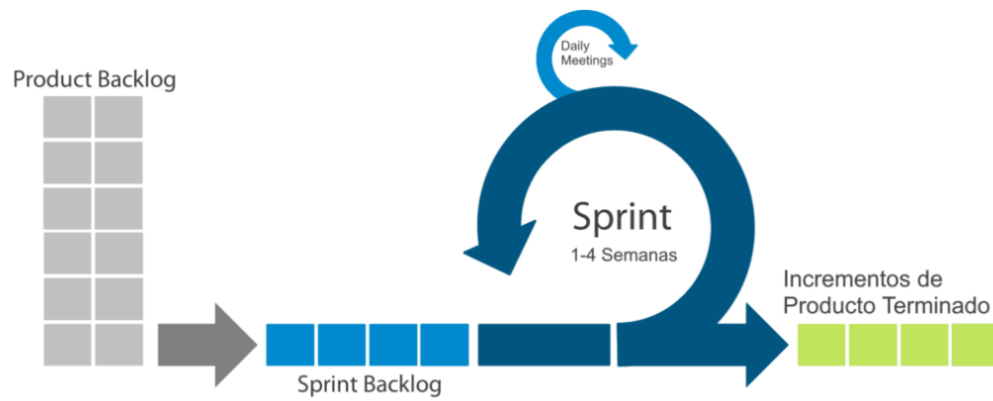 Daily
Meetings
Product Backlog
Sprint
1-4 Semanas
Incrementos de
Producto Terminado
Sprint Backlog